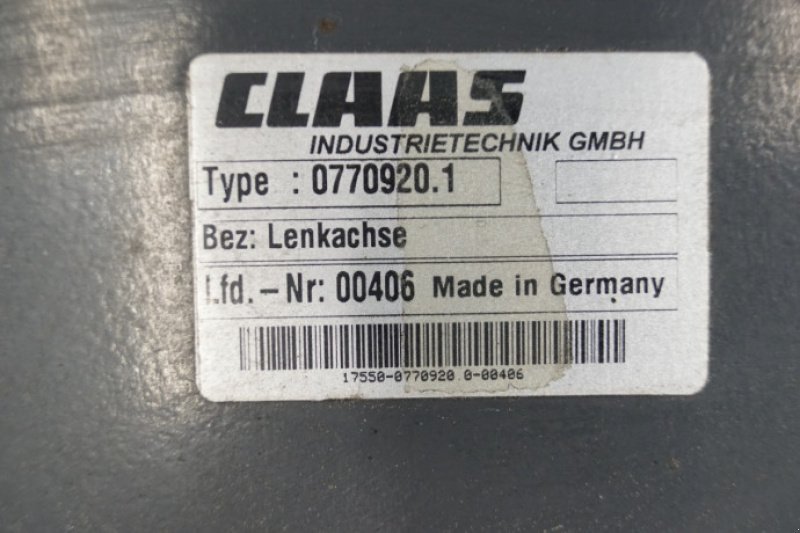 CLAAS
INDUSTRIETECHNIK GMBH
Type : 0770920.1
Bez: Lenkachse
Lfd.-Nr: 00406 Made in Germany
17550-0770920.0-00406